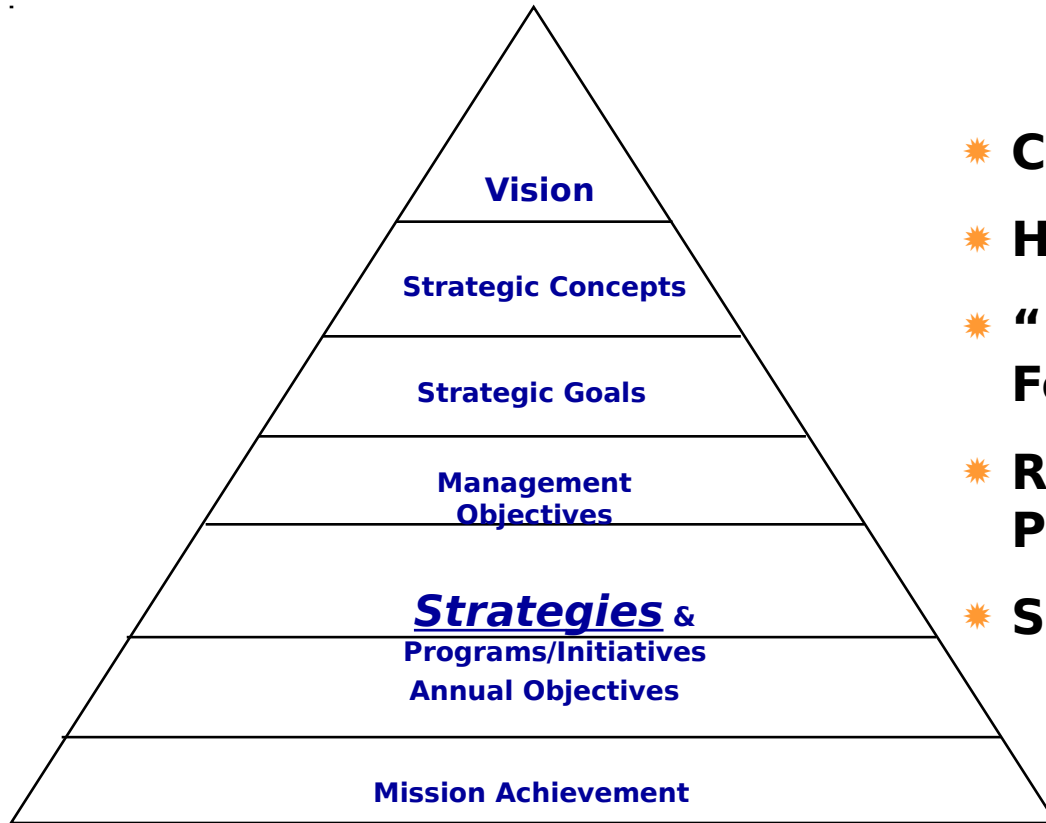 Vision
Strategic Concepts
Strategic Goals
Management
Objectives
Strategies &
Programs/Initiatives
Annual Objectives
Mission Achievement